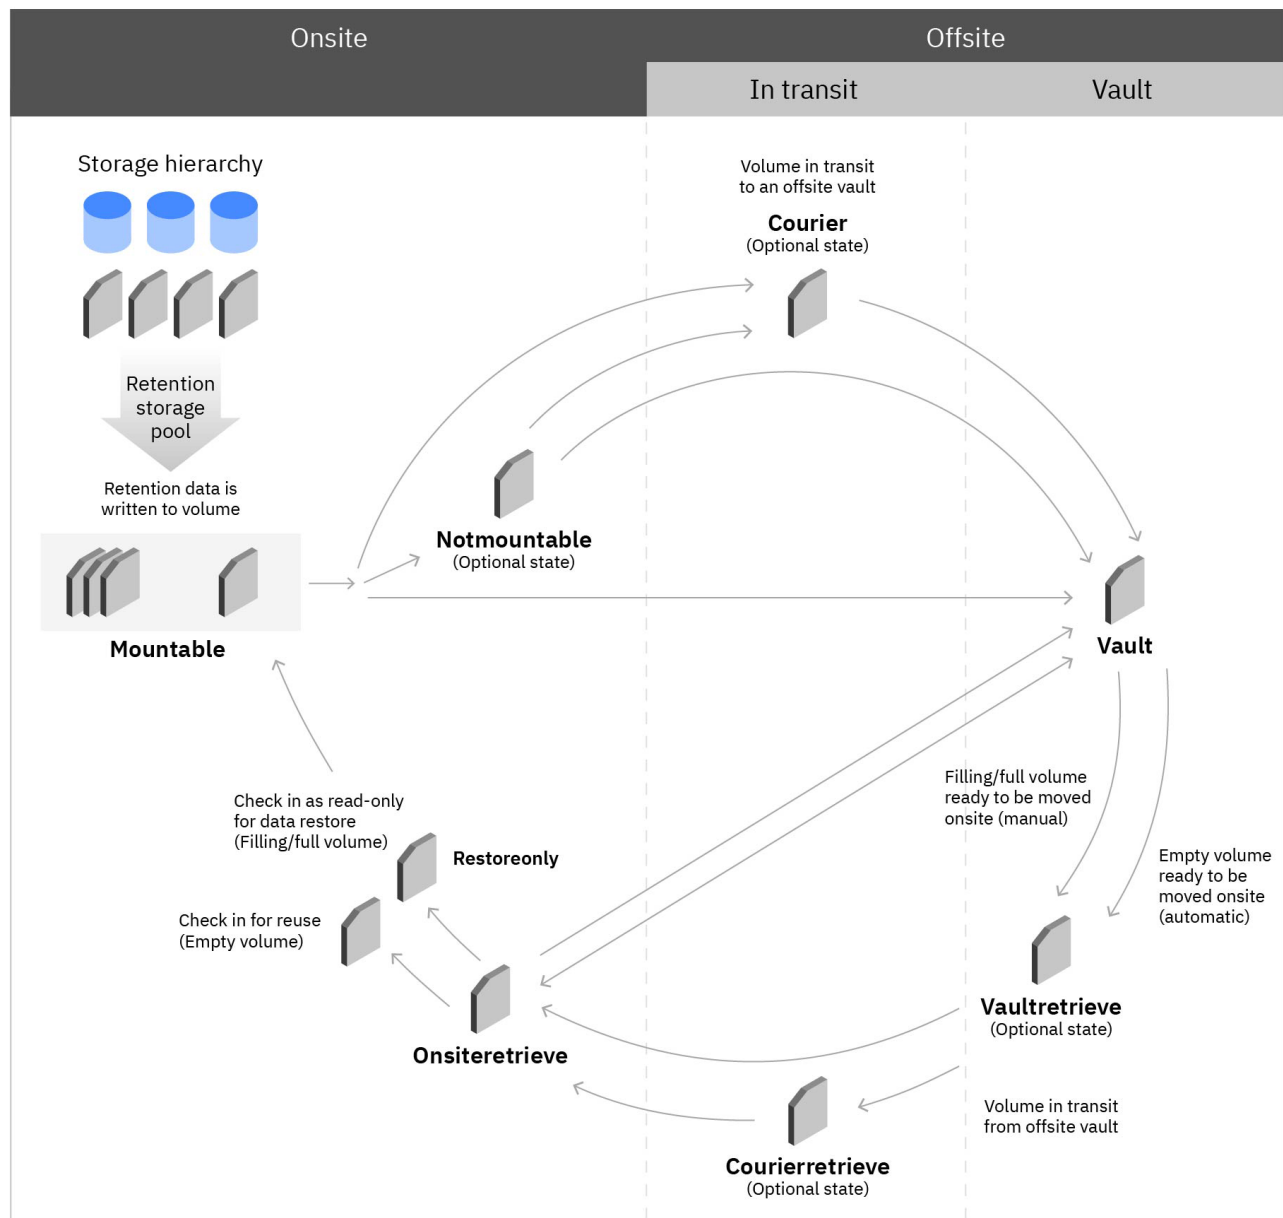 Onsite
Offsite
In transit
Vault
Storage hierarchy
Retention
storage
pool
Retention data is
written to volume
Mountable
Notmountable
(Optional state)
Volume in transit
to an offsite vault
Courier
(Optional state)
Vault
Filling/full volume
ready to be moved
onsite (manual)
Empty volume
ready to be
moved onsite
(automatic)
Vaultretrieve
(Optional state)
Volume in transit
from offsite vault
Courierretrieve
(Optional state)
Onsiteretrieve
Restoreonly
Check in as read-only
for data restore
(Filling/full volume)
Check in for reuse
(Empty volume)